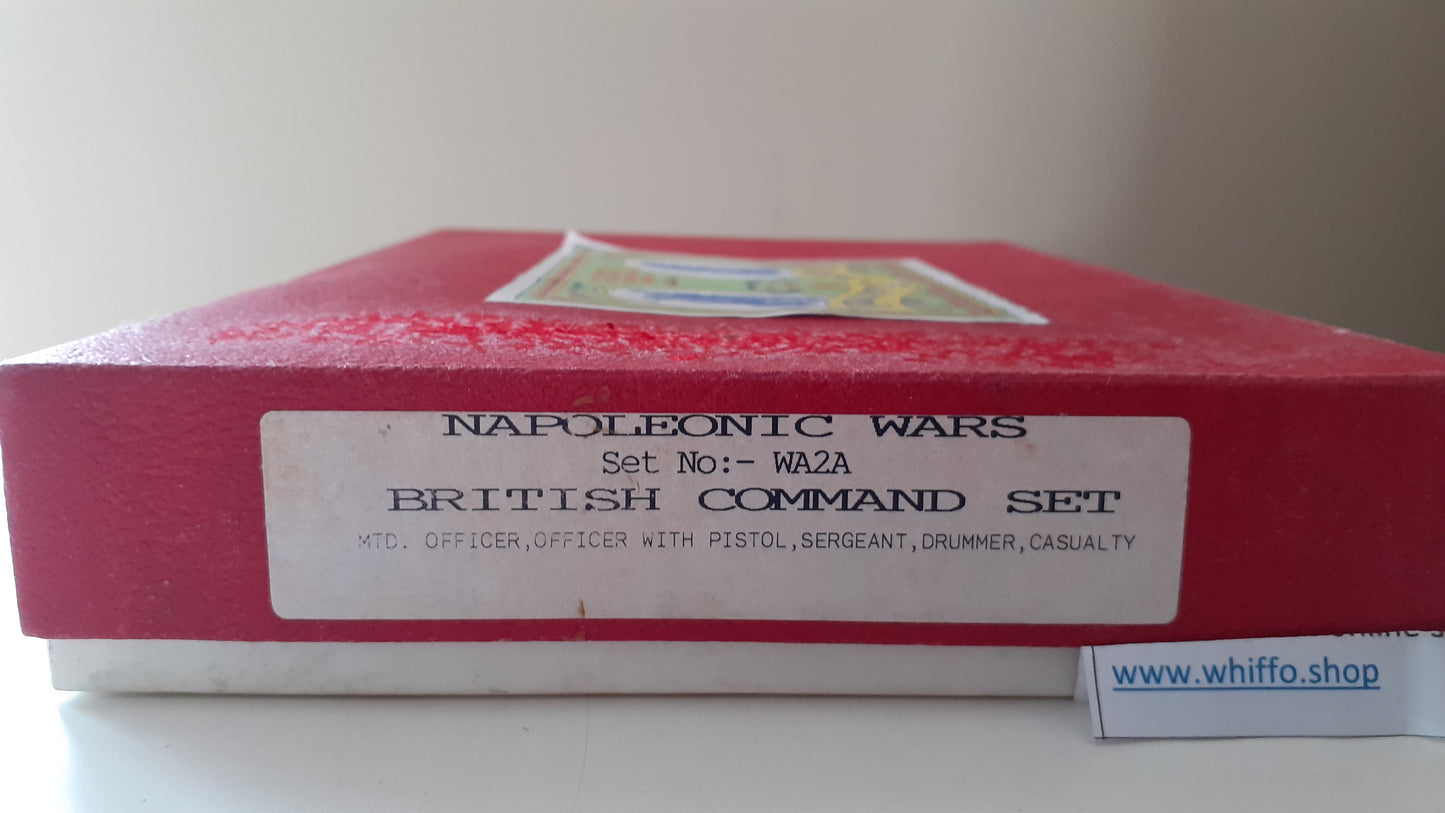 NAPOLEONIC WARS
Set No:- WA2A
BRITISH COMMAND SET
MTD. OFFICER,OFFICER WITH PISTOL,SERGEANT,DRUMMER,CASUALTY
www.whiffo.shop